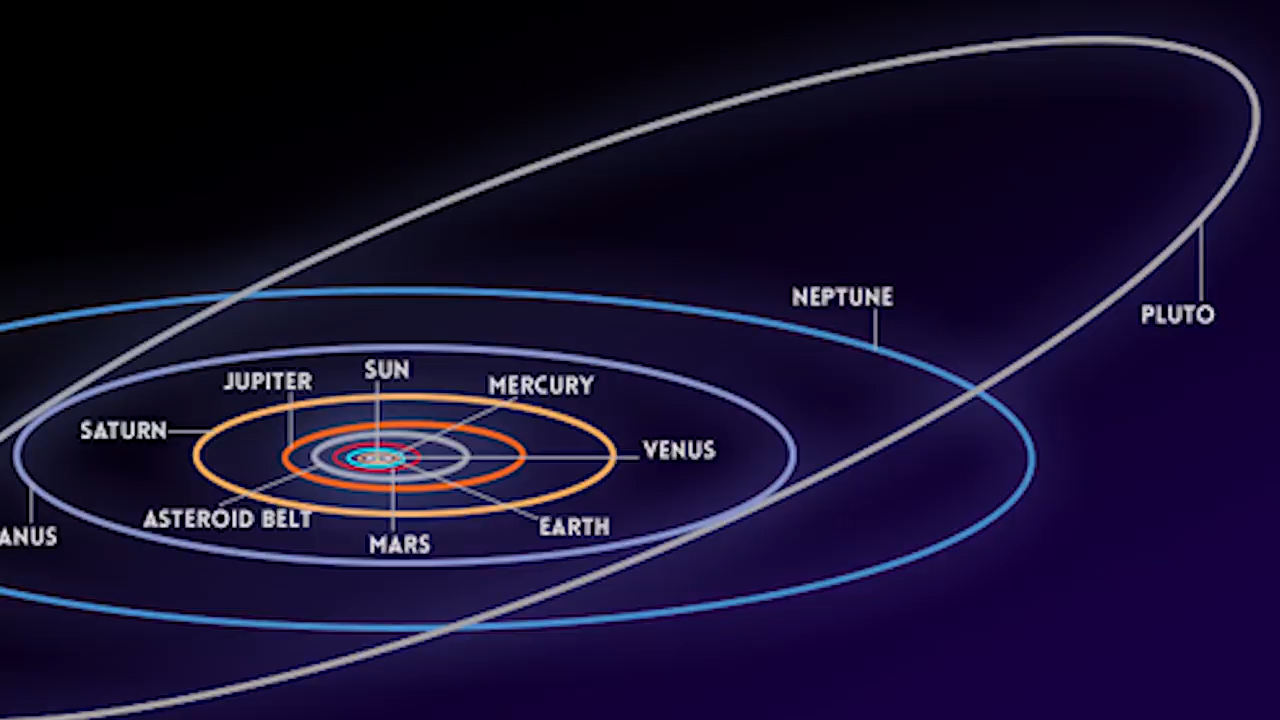 NEPTUNE
PLUTO
SUN
JUPITER
MERCURY
SATURN
VENUS
ASTEROID BELT
EARTH
ANUS
MARS